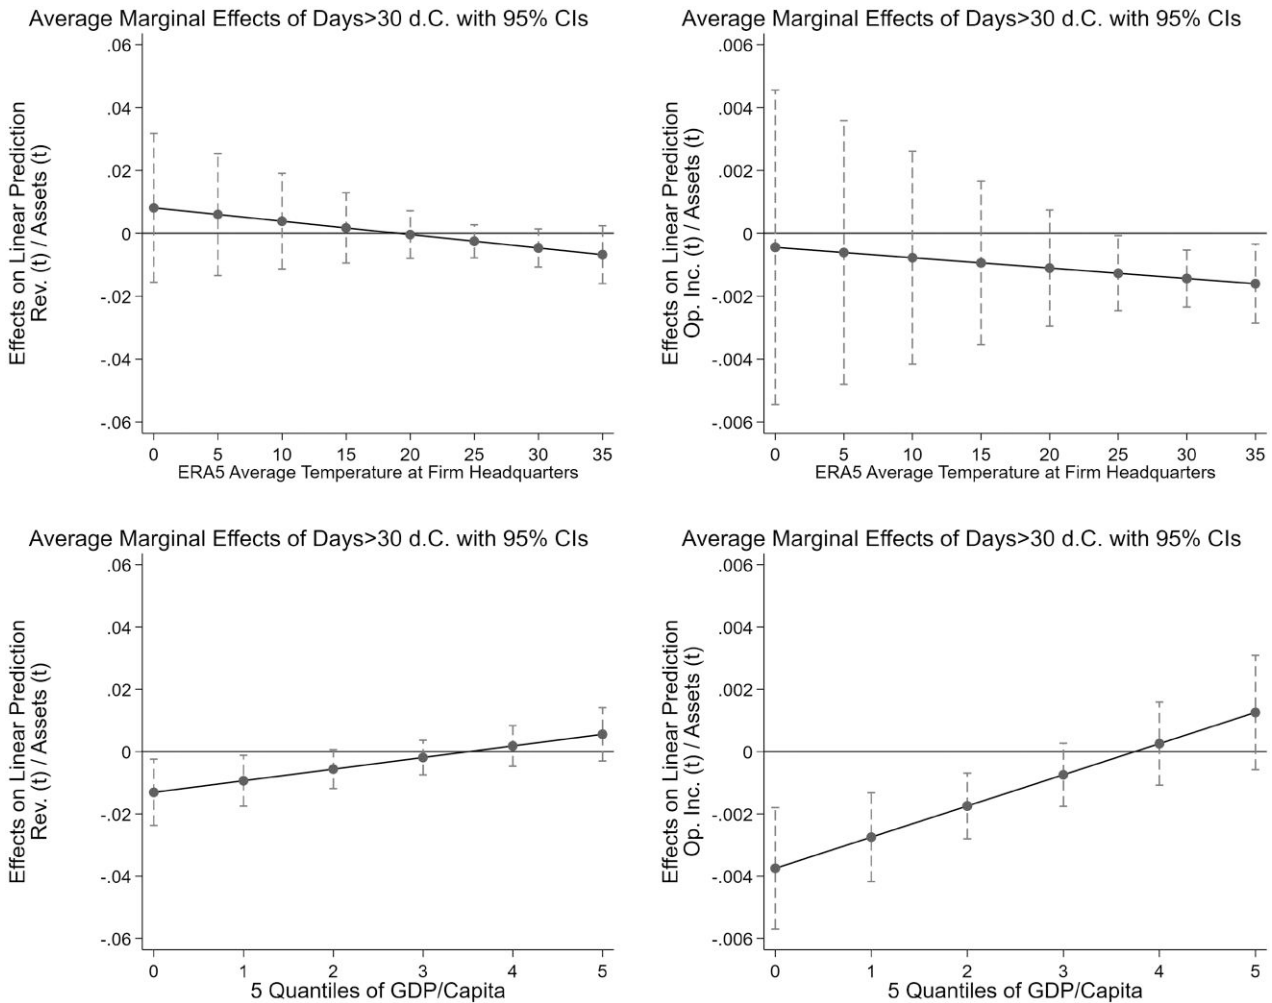 Average Marginal Effects of Days>30 d.C. with 95% CIs
Effects on Linear Prediction
Rev. (t) / Assets (t)
.06
.04
.02
0
-.02
-.04
-.06
0 5 10 15 20 25 30 35
ERA5 Average Temperature at Firm Headquarters
Average Marginal Effects of Days>30 d.C. with 95% CIs
Effects on Linear Prediction
Op. Inc. (t) / Assets (t)
.006
.004
.002
0
-.002
-.004
-.006
0 5 10 15 20 25 30 35
ERA5 Average Temperature at Firm Headquarters
Average Marginal Effects of Days>30 d.C. with 95% CIs
Effects on Linear Prediction
Rev. (t) / Assets (t)
.06
.04
.02
0
-.02
-.04
-.06
0 1 2 3 4 5
5 Quantiles of GDP/Capita
Average Marginal Effects of Days>30 d.C. with 95% CIs
Effects on Linear Prediction
Op. Inc. (t) / Assets (t)
.006
.004
.002
0
-.002
-.004
-.006
0 1 2 3 4 5
5 Quantiles of GDP/Capita